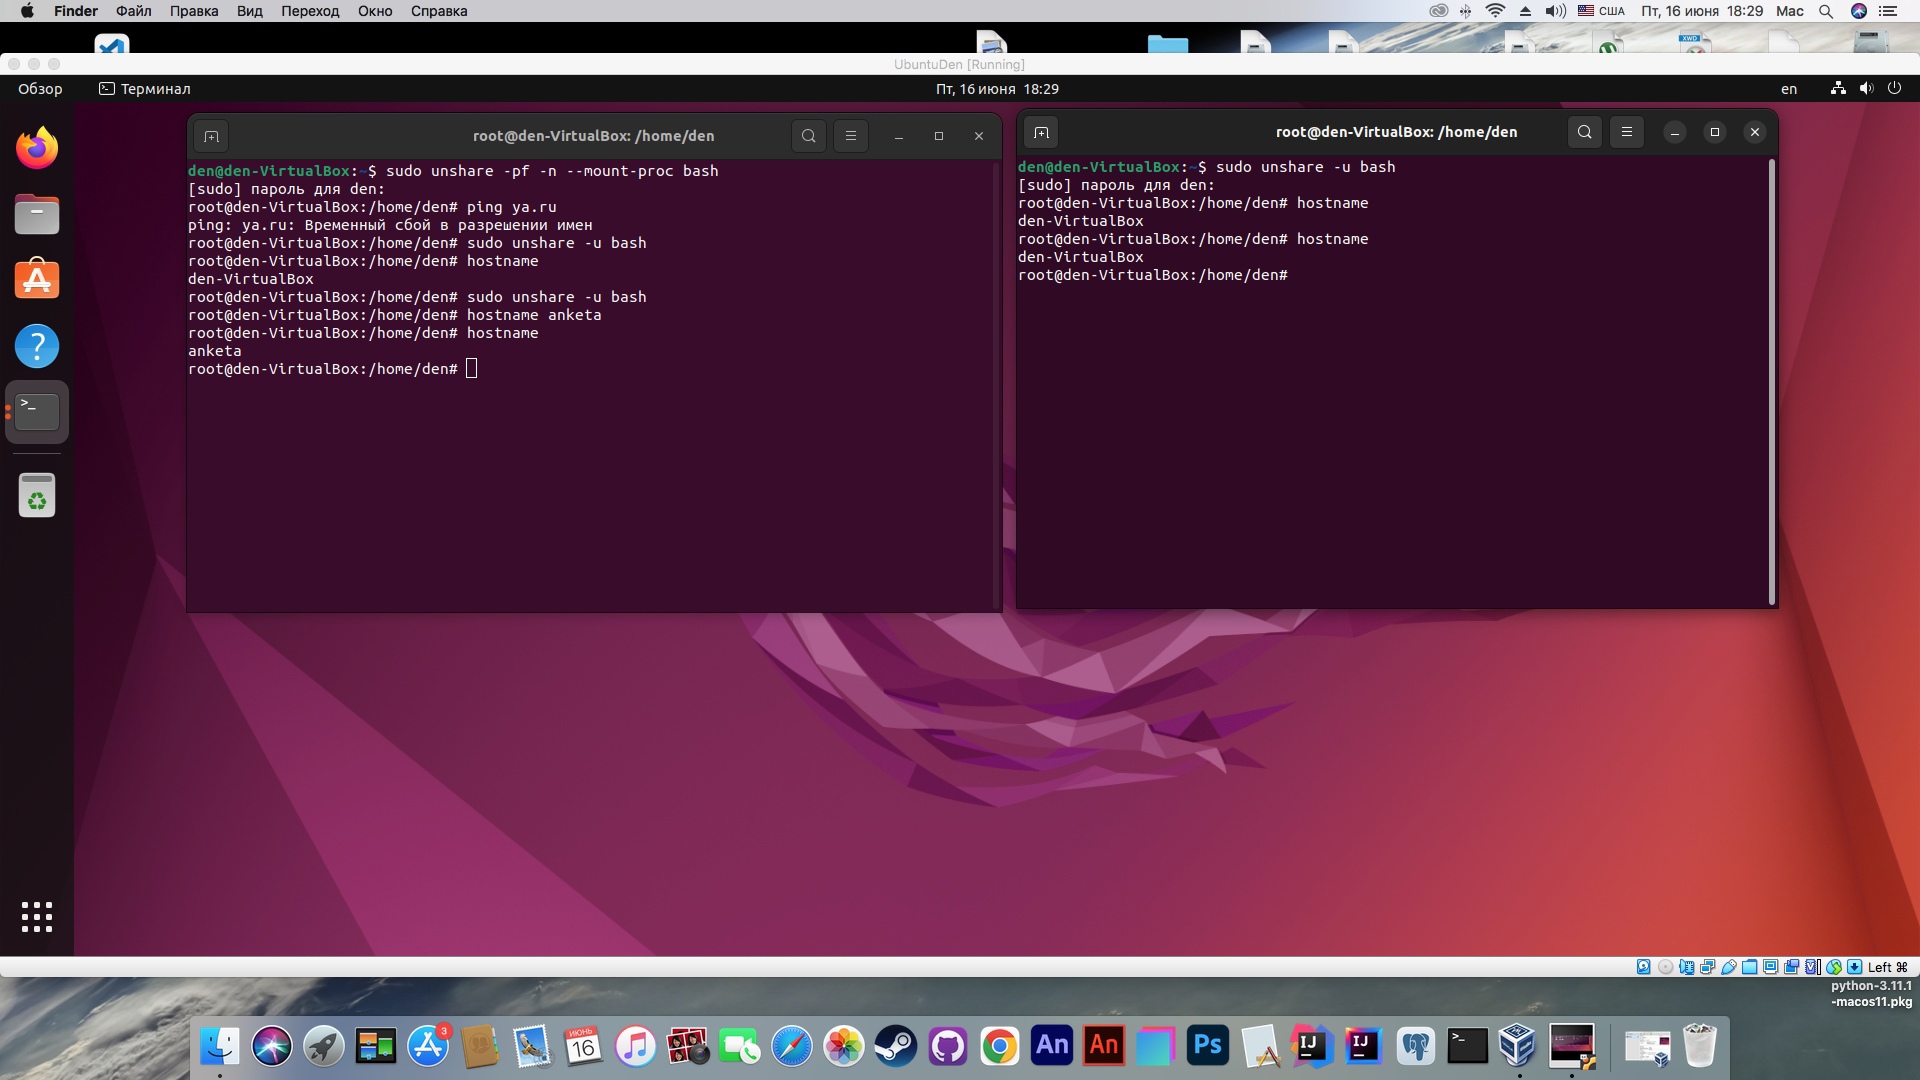 Finder Файл Правка Вид Переход Окно Справка
США Пт, 16 июня 18:29 Mac
UbuntuDen [Running]
Обзор Терминал Пт, 16 июня 18:29 en
root@den-VirtualBox: /home/den
den@den-VirtualBox:~$ sudo unshare -pf -n --mount-proc bash
[sudo] пароль для den:
root@den-VirtualBox:/home/den# ping ya.ru
ping: ya.ru: Временный сбой в разрешении имен
root@den-VirtualBox:/home/den# sudo unshare -u bash
root@den-VirtualBox:/home/den# hostname
den-VirtualBox
root@den-VirtualBox:/home/den# sudo unshare -u bash
root@den-VirtualBox:/home/den# hostname anketa
root@den-VirtualBox:/home/den# hostname
anketa
root@den-VirtualBox:/home/den#
root@den-VirtualBox: /home/den
den@den-VirtualBox:~$ sudo unshare -u bash
[sudo] пароль для den:
root@den-VirtualBox:/home/den# hostname
den-VirtualBox
root@den-VirtualBox:/home/den# hostname
den-VirtualBox
root@den-VirtualBox:/home/den#
Left ⌘
python-3.11.1
-macos11.pkg
3
ИЮНЬ
16
An
An
Ps
IJ
IJ